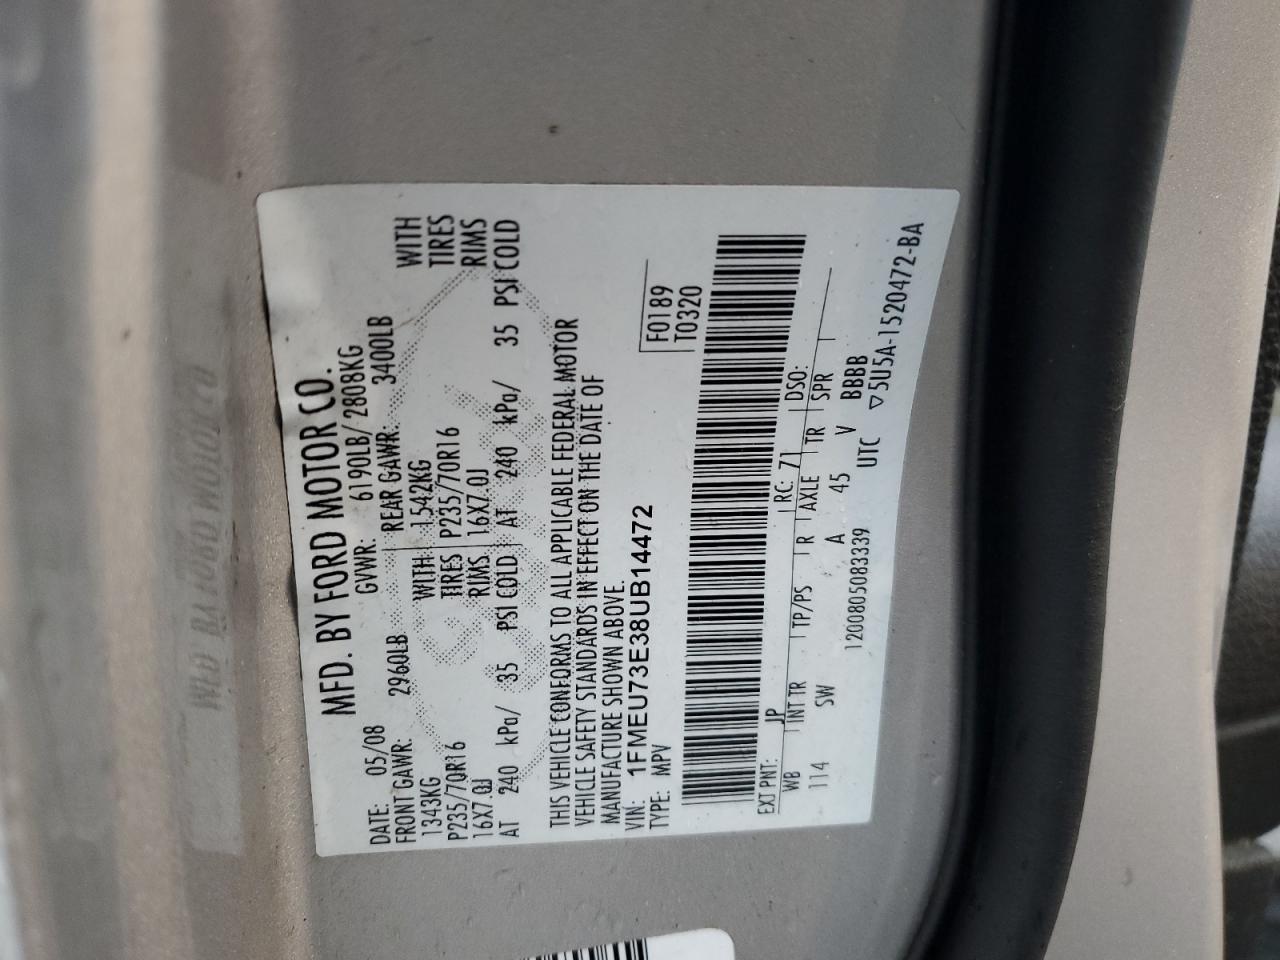 MFD. BY FORD MOTOR CO.
DATE: 05/08 GVWR: 6190LB/ 2808KG
FRONT GAWR: 2960LB REAR GAWR: 3400LB
1343KG WITH 1542KG WITH
P235/70R16 TIRES P235/70R16 TIRES
16X7.0J RIMS 16X7.0J RIMS
AT 240 kPa/ 35 PSI COLD AT 240 kPa/ 35 PSI COLD
THIS VEHICLE CONFORMS TO ALL APPLICABLE FEDERAL MOTOR
VEHICLE SAFETY STANDARDS IN EFFECT ON THE DATE OF
MANUFACTURE SHOWN ABOVE.
VIN: 1FMEU73E38UB14472 F0189
TYPE: MPV T0320
EXT PNT: JP RC: 71 DSO:
WB INT TR TP/PS R AXLE TR SPR
114 SW A 45 V BBBB
1200805083339 UTC ▽5U5A-1520472-BA